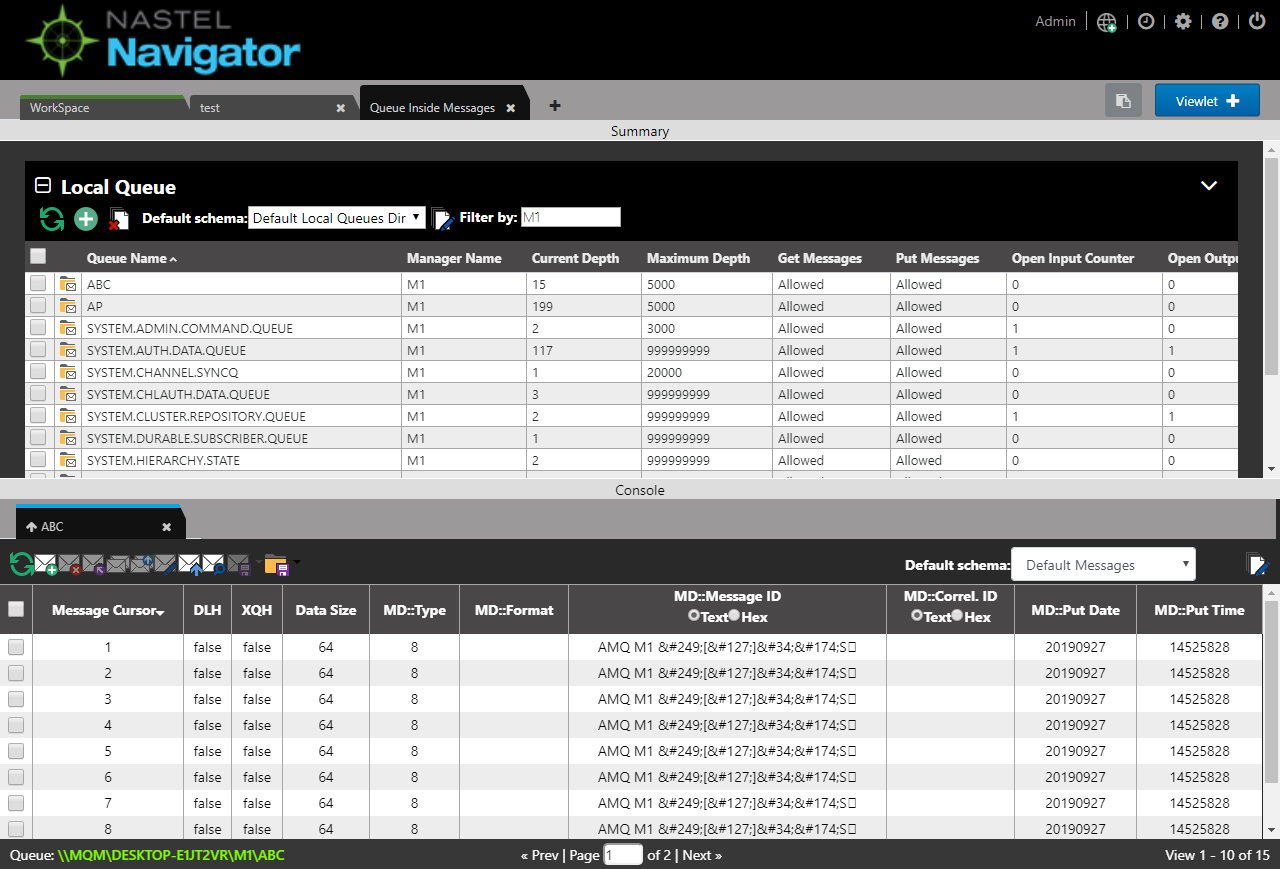 NASTEL
Navigator
Admin
WorkSpace
test
Queue Inside Messages
Viewlet
Summary
Local Queue
Default schema: Default Local Queues Dir Filter by: M1
Queue Name Manager Name Current Depth Maximum Depth Get Messages Put Messages Open Input Counter Open Outpu
ABC M1 15 5000 Allowed Allowed 0 0
AP M1 199 5000 Allowed Allowed 0 0
SYSTEM.ADMIN.COMMAND.QUEUE M1 2 3000 Allowed Allowed 1 0
SYSTEM.AUTH.DATA.QUEUE M1 117 999999999 Allowed Allowed 1 1
SYSTEM.CHANNEL.SYNCQ M1 1 20000 Allowed Allowed 0 0
SYSTEM.CHLAUTH.DATA.QUEUE M1 3 999999999 Allowed Allowed 0 0
SYSTEM.CLUSTER.REPOSITORY.QUEUE M1 2 999999999 Allowed Allowed 1 1
SYSTEM.DURABLE.SUBSCRIBER.QUEUE M1 1 999999999 Allowed Allowed 0 0
SYSTEM.HIERARCHY.STATE M1 2 999999999 Allowed Allowed 0 0
Console
ABC
Default schema: Default Messages
Message Cursor DLH XQH Data Size MD::Type MD::Format MD::Message ID Text Hex MD::Correl. ID Text Hex MD::Put Date MD::Put Time
1 false false 64 8 AMQ M1 &#249;[&#127;]&#34;&#174;S▯ 20190927 14525828
2 false false 64 8 AMQ M1 &#249;[&#127;]&#34;&#174;S▯ 20190927 14525828
3 false false 64 8 AMQ M1 &#249;[&#127;]&#34;&#174;S▯ 20190927 14525828
4 false false 64 8 AMQ M1 &#249;[&#127;]&#34;&#174;S▯ 20190927 14525828
5 false false 64 8 AMQ M1 &#249;[&#127;]&#34;&#174;S▯ 20190927 14525828
6 false false 64 8 AMQ M1 &#249;[&#127;]&#34;&#174;S▯ 20190927 14525828
7 false false 64 8 AMQ M1 &#249;[&#127;]&#34;&#174;S▯ 20190927 14525828
8 false false 64 8 AMQ M1 &#249;[&#127;]&#34;&#174;S▯ 20190927 14525828
Queue: \\MQM\DESKTOP-E1JT2VR\M1\ABC « Prev | Page 1 of 2 | Next » View 1 - 10 of 15